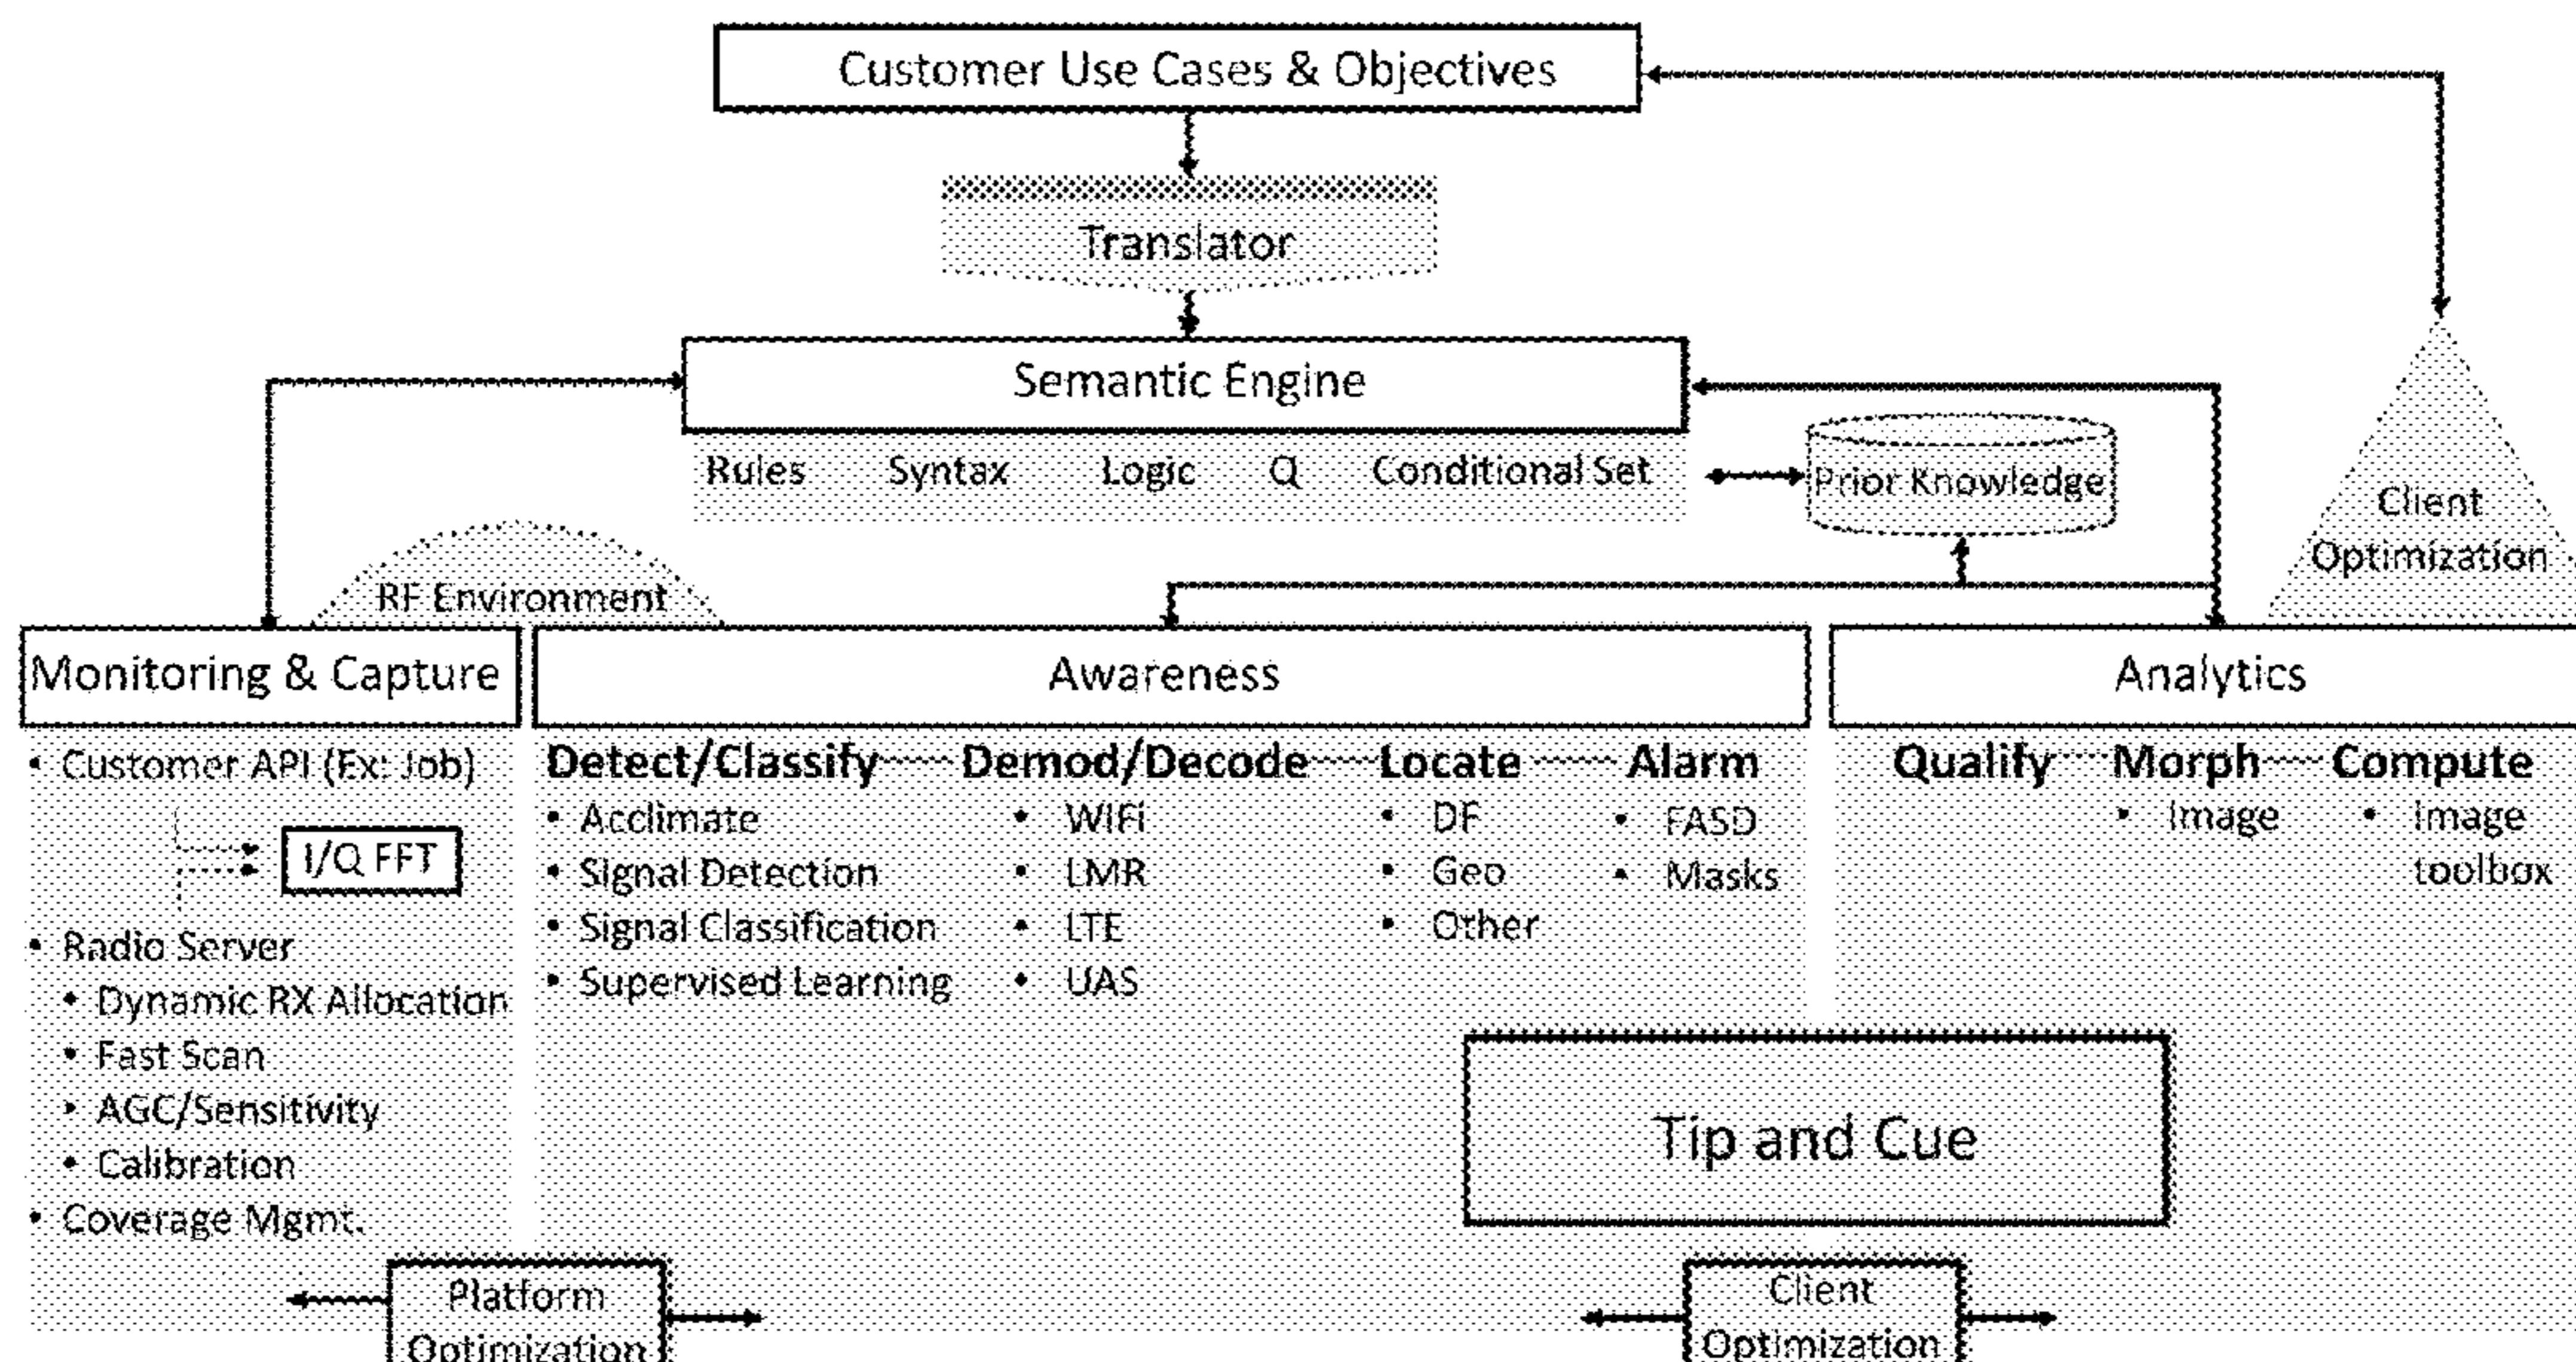 Customer Use Cases & Objectives
Translator
Semantic Engine
Rules Syntax Logic Q Conditional Set
Prior Knowledge
Client
Optimization
RF Environment
Monitoring & Capture
Awareness
Analytics
• Customer API (Ex: Job)
I/Q FFT
• Radio Server
• Dynamic RX Allocation
• Fast Scan
• AGC/Sensitivity
• Calibration
• Coverage Mgmt.
Detect/Classify
• Acclimate
• Signal Detection
• Signal Classification
• Supervised Learning
Demod/Decode
• WiFi
• LMR
• LTE
• UAS
Locate
• DF
• Geo
• Other
Alarm
• FASD
• Masks
Qualify
Morph
• Image
Compute
• Image
toolbox
Tip and Cue
Platform
Optimization
Client
Optimization